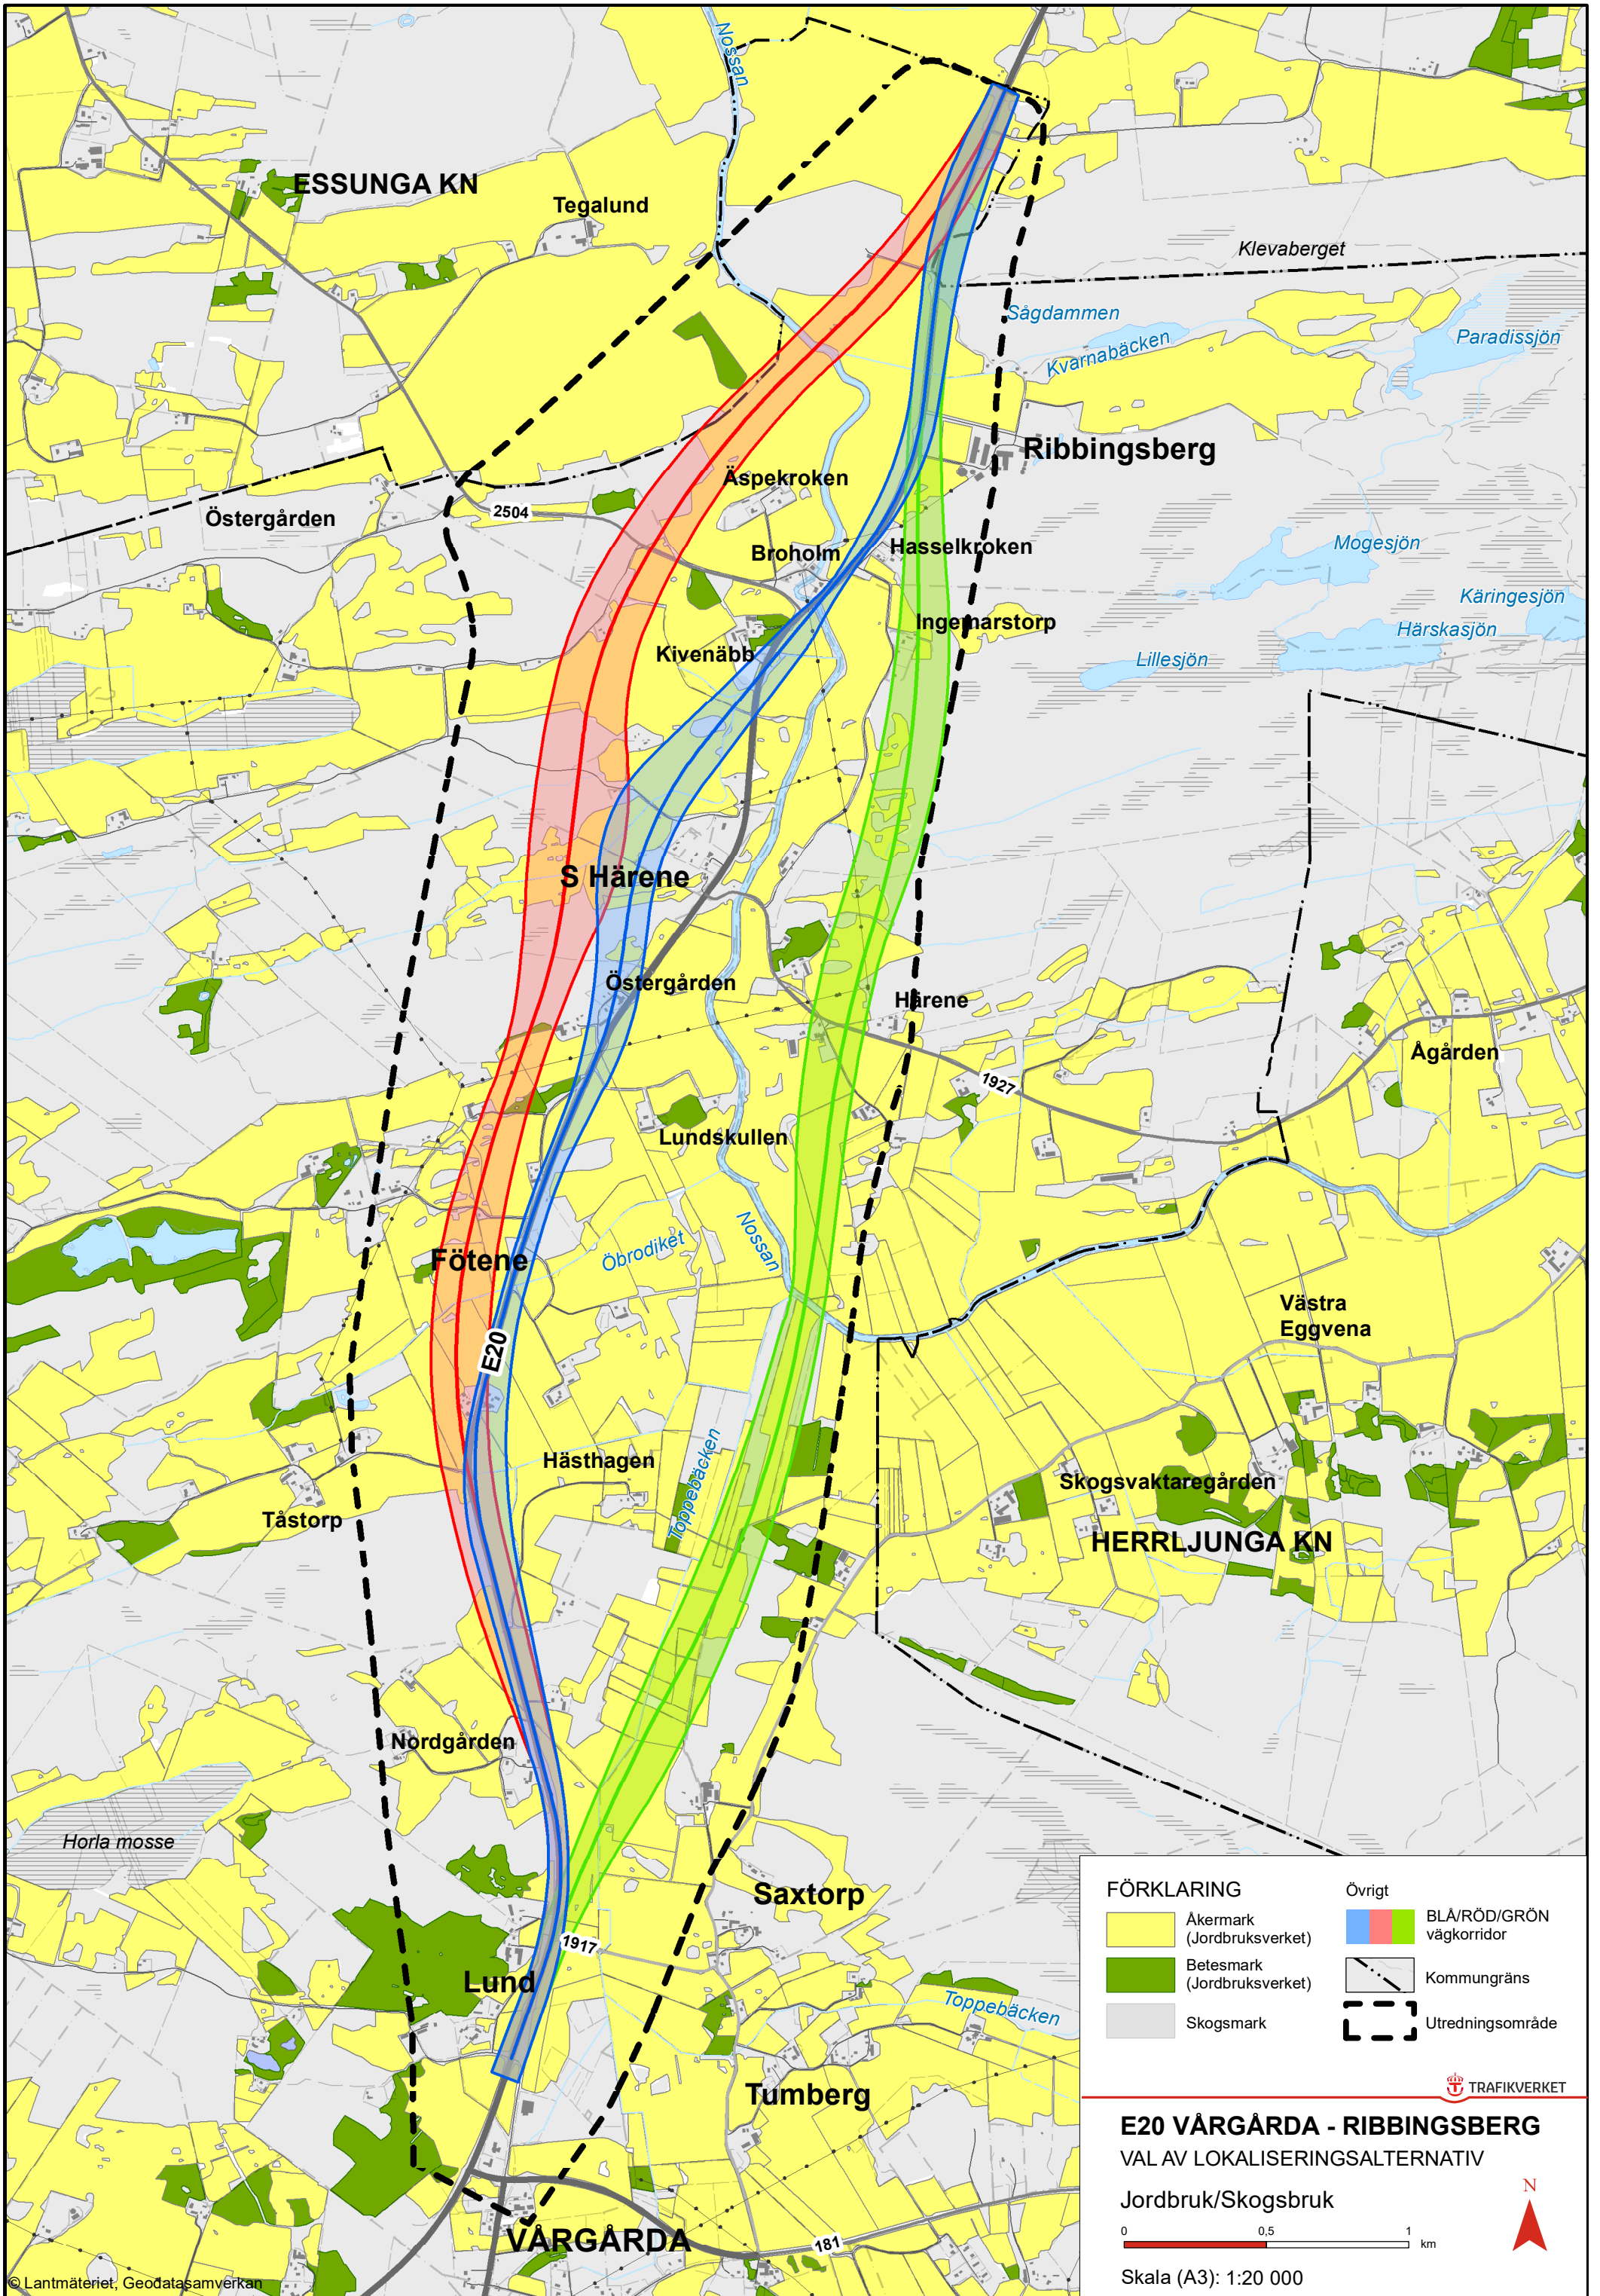 Nossan
ESSUNGA KN
Tegalund
Klevaberget
Sågdammen
Kvarnabäcken
Paradissjön
Ribbingsberg
Äspekroken
2504
Östergården
Broholm
Hasselkroken
Mogesjön
Käringesjön
Ingemarstorp
Härskasjön
Kivenäbb
Lillesjön
S Härene
Östergården
Härene
Ågården
1927
Lundskullen
Nossan
Öbrodiket
Fötene
Västra
Eggvena
E20
Hästhagen
Toppebäcken
Skogsvaktaregården
Tåstorp
HERRLJUNGA KN
Nordgården
Horla mosse
Saxtorp
1917
Lund
Toppebäcken
Tumberg
VÅRGÅRDA
181
© Lantmäteriet, Geodatasamverkan
FÖRKLARING
Åkermark
(Jordbruksverket)
Betesmark
(Jordbruksverket)
Skogsmark
Övrigt
BLÅ/RÖD/GRÖN
vägkorridor
Kommungräns
Utredningsområde
TRAFIKVERKET
E20 VÅRGÅRDA - RIBBINGSBERG
VAL AV LOKALISERINGSALTERNATIV
Jordbruk/Skogsbruk
N
0 0,5 1
km
Skala (A3): 1:20 000